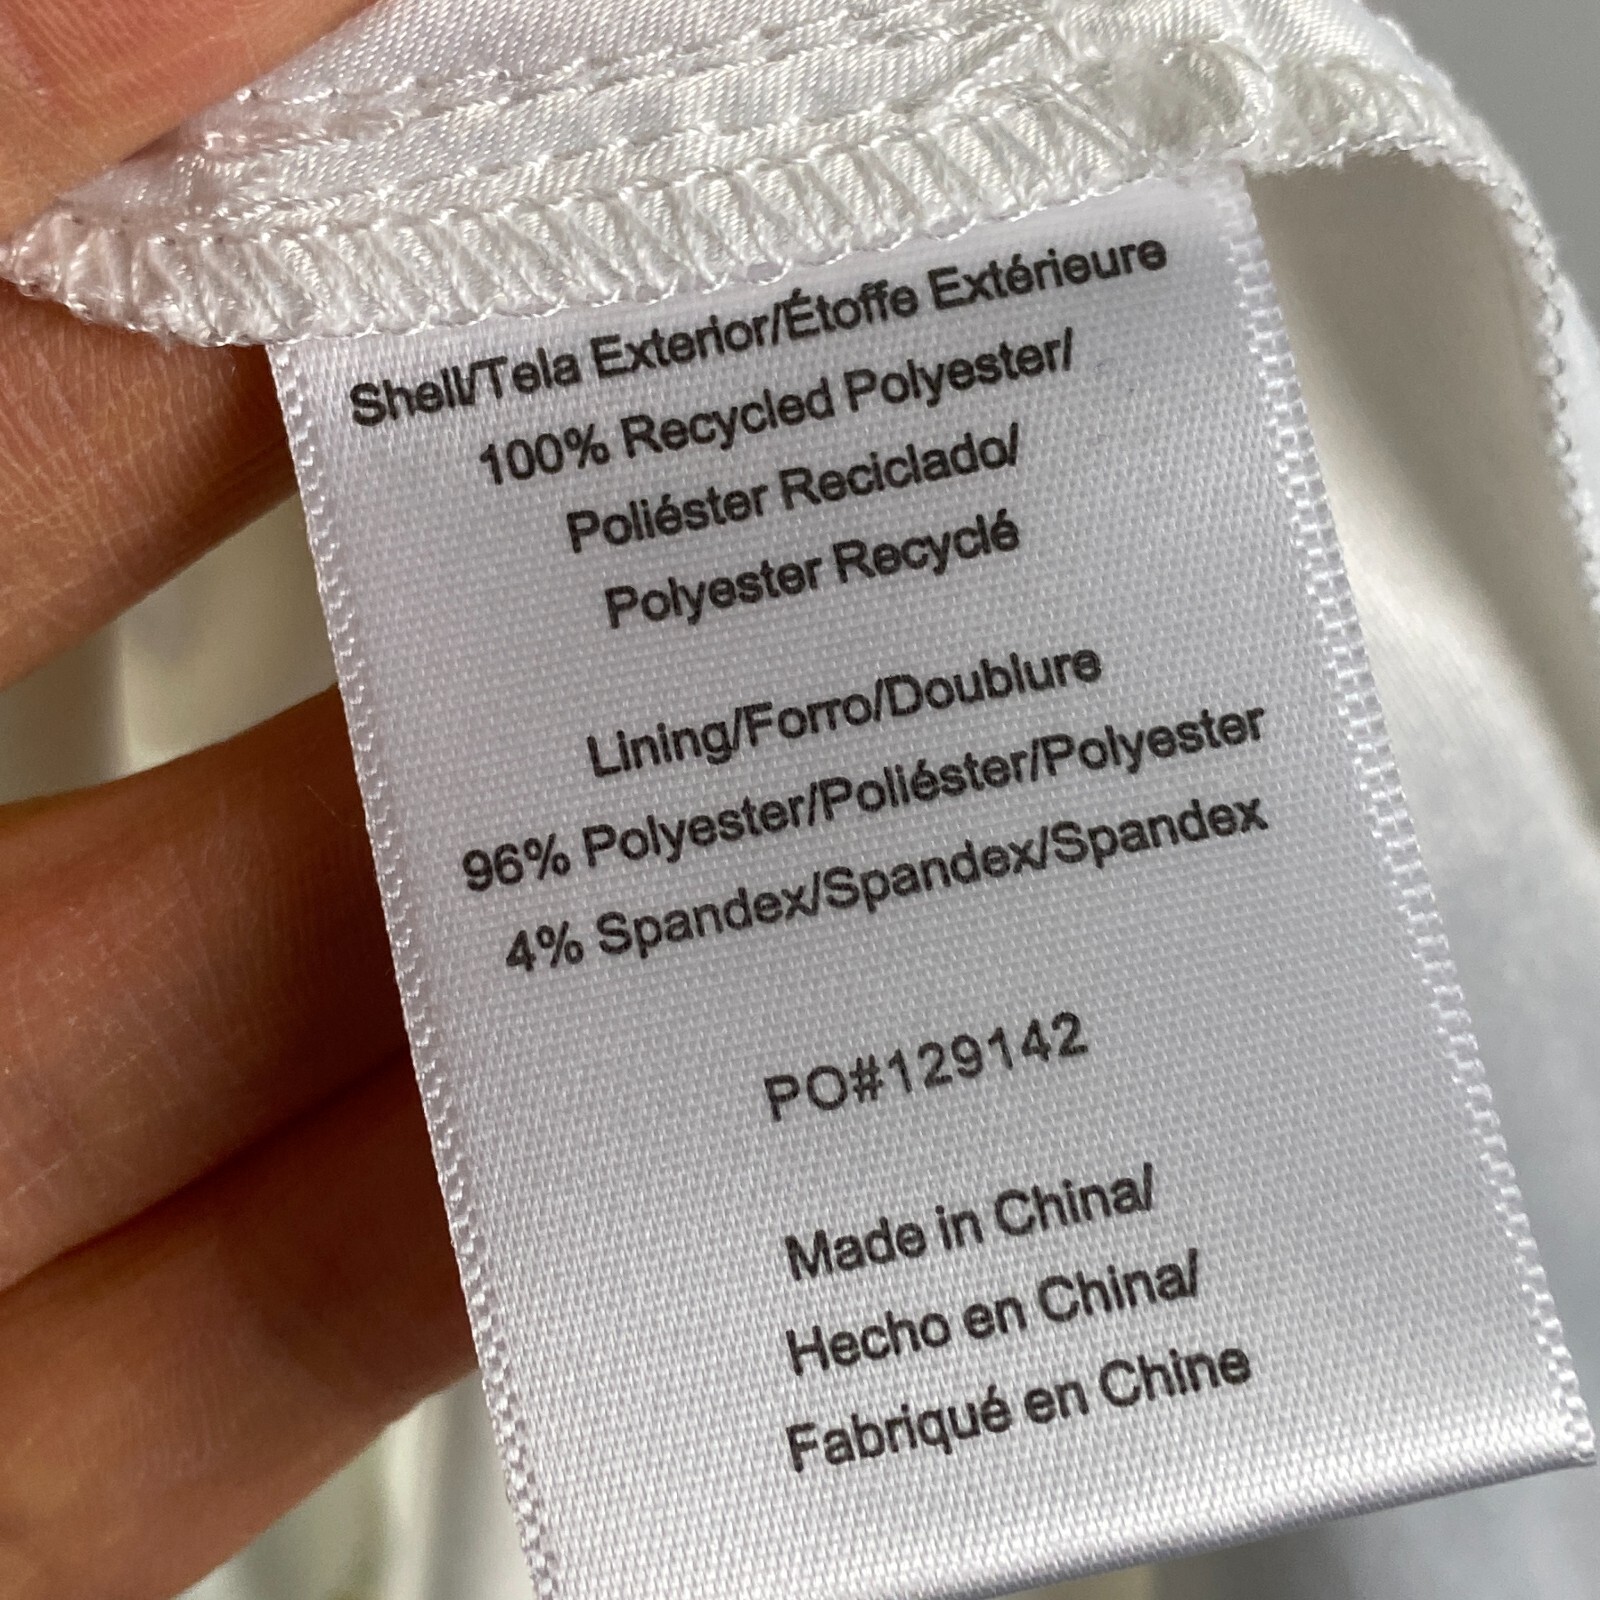 Shell/Tela Exterior/Étoffe Extérieure
100% Recycled Polyester/
Poliéster Reciclado/
Polyester Recyclé
Lining/Forro/Doublure
96% Polyester/Poliéster/Polyester
4% Spandex/Spandex/Spandex
PO#129142
Made in China/
Hecho en China/
Fabriqué en Chine